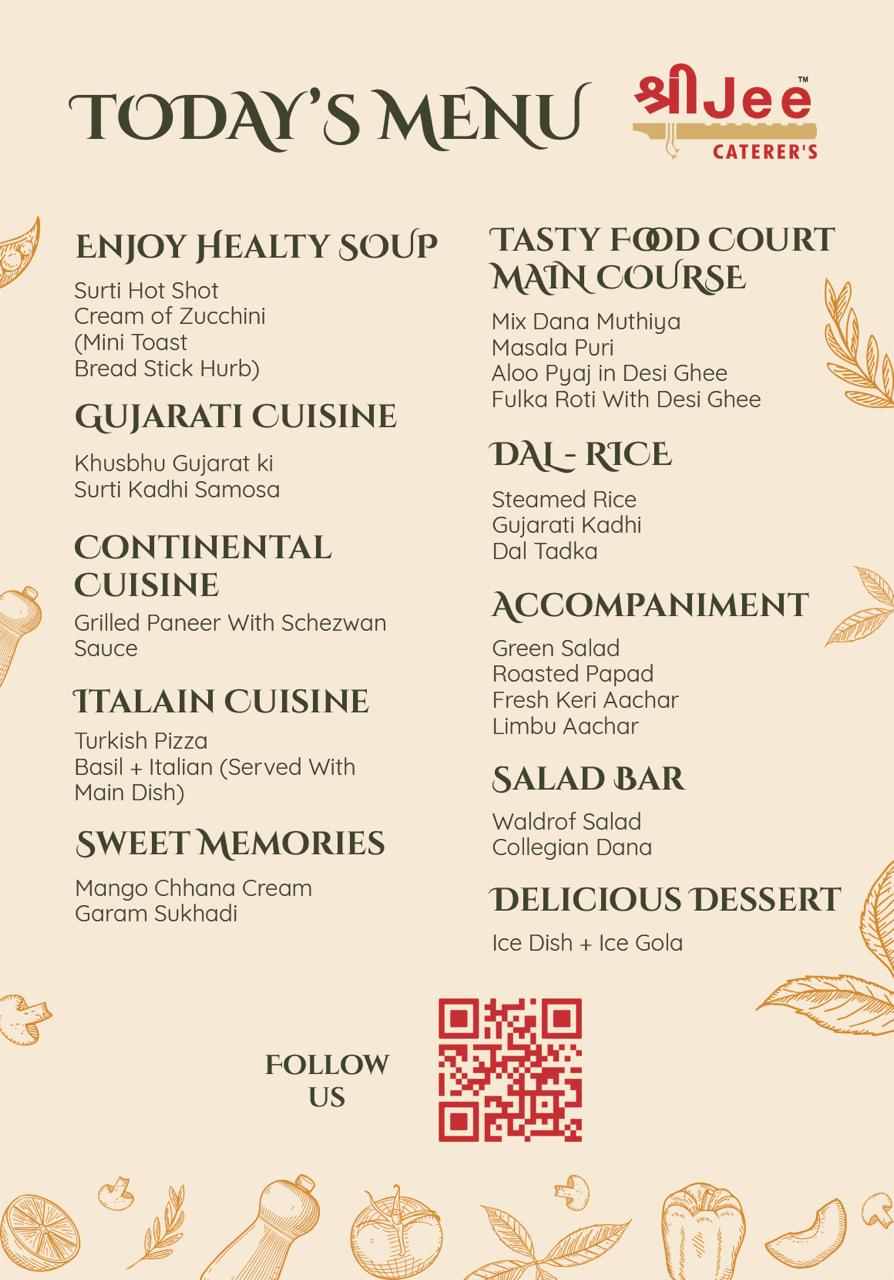 TODAY'S MENU
श्रीJee™
CATERER'S
ENJOY HEALTY SOUP
Surti Hot Shot
Cream of Zucchini
(Mini Toast
Bread Stick Hurb)
GUJARATI CUISINE
Khusbhu Gujarat ki
Surti Kadhi Samosa
CONTINENTAL
CUISINE
Grilled Paneer With Schezwan
Sauce
ITALAIN CUISINE
Turkish Pizza
Basil + Italian (Served With
Main Dish)
SWEET MEMORIES
Mango Chhana Cream
Garam Sukhadi
TASTY FOOD COURT
MAIN COURSE
Mix Dana Muthiya
Masala Puri
Aloo Pyaj in Desi Ghee
Fulka Roti With Desi Ghee
DAL - RICE
Steamed Rice
Gujarati Kadhi
Dal Tadka
ACCOMPANIMENT
Green Salad
Roasted Papad
Fresh Keri Aachar
Limbu Aachar
SALAD BAR
Waldrof Salad
Collegian Dana
DELICIOUS DESSERT
Ice Dish + Ice Gola
FOLLOW
US